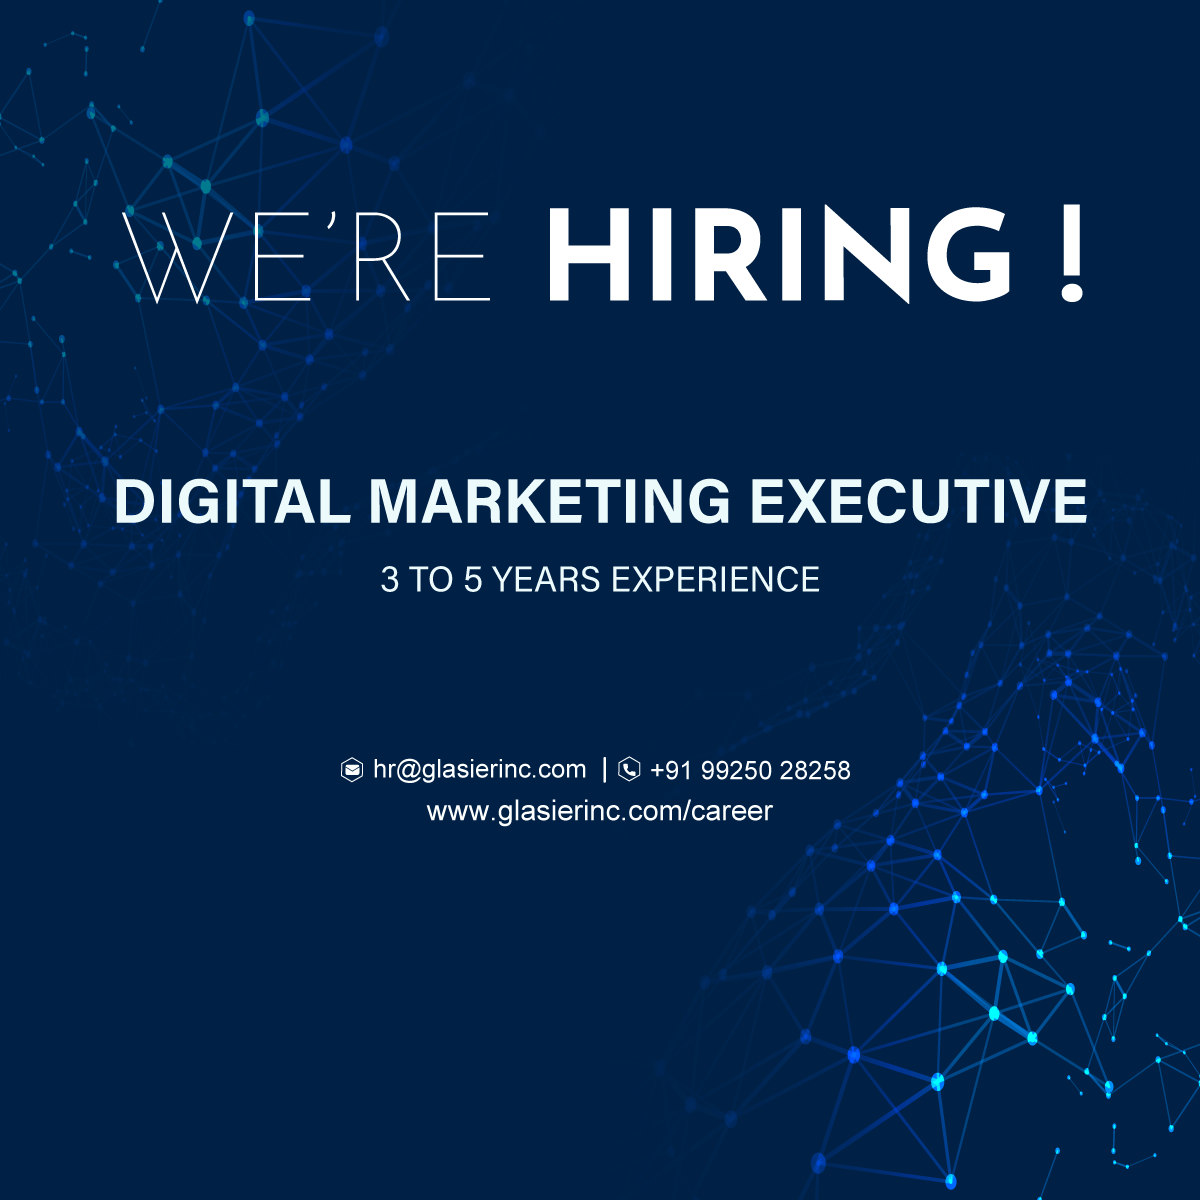 WE'RE HIRING !
DIGITAL MARKETING EXECUTIVE
3 TO 5 YEARS EXPERIENCE
hr@glasierinc.com | +91 99250 28258
www.glasierinc.com/career